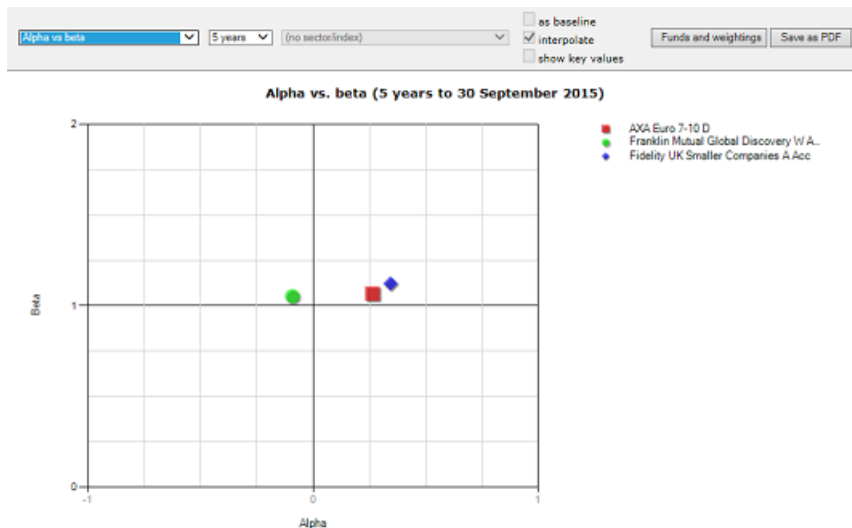 as baseline
Alpha vs beta 5 years (no sector/index) interpolate Funds and weightings Save as PDF
show key values
Alpha vs. beta (5 years to 30 September 2015)
2
AXA Euro 7-10 D
Franklin Mutual Global Discovery W A..
Fidelity UK Smaller Companies A Acc
Beta
1
0
-1 0 1
Alpha